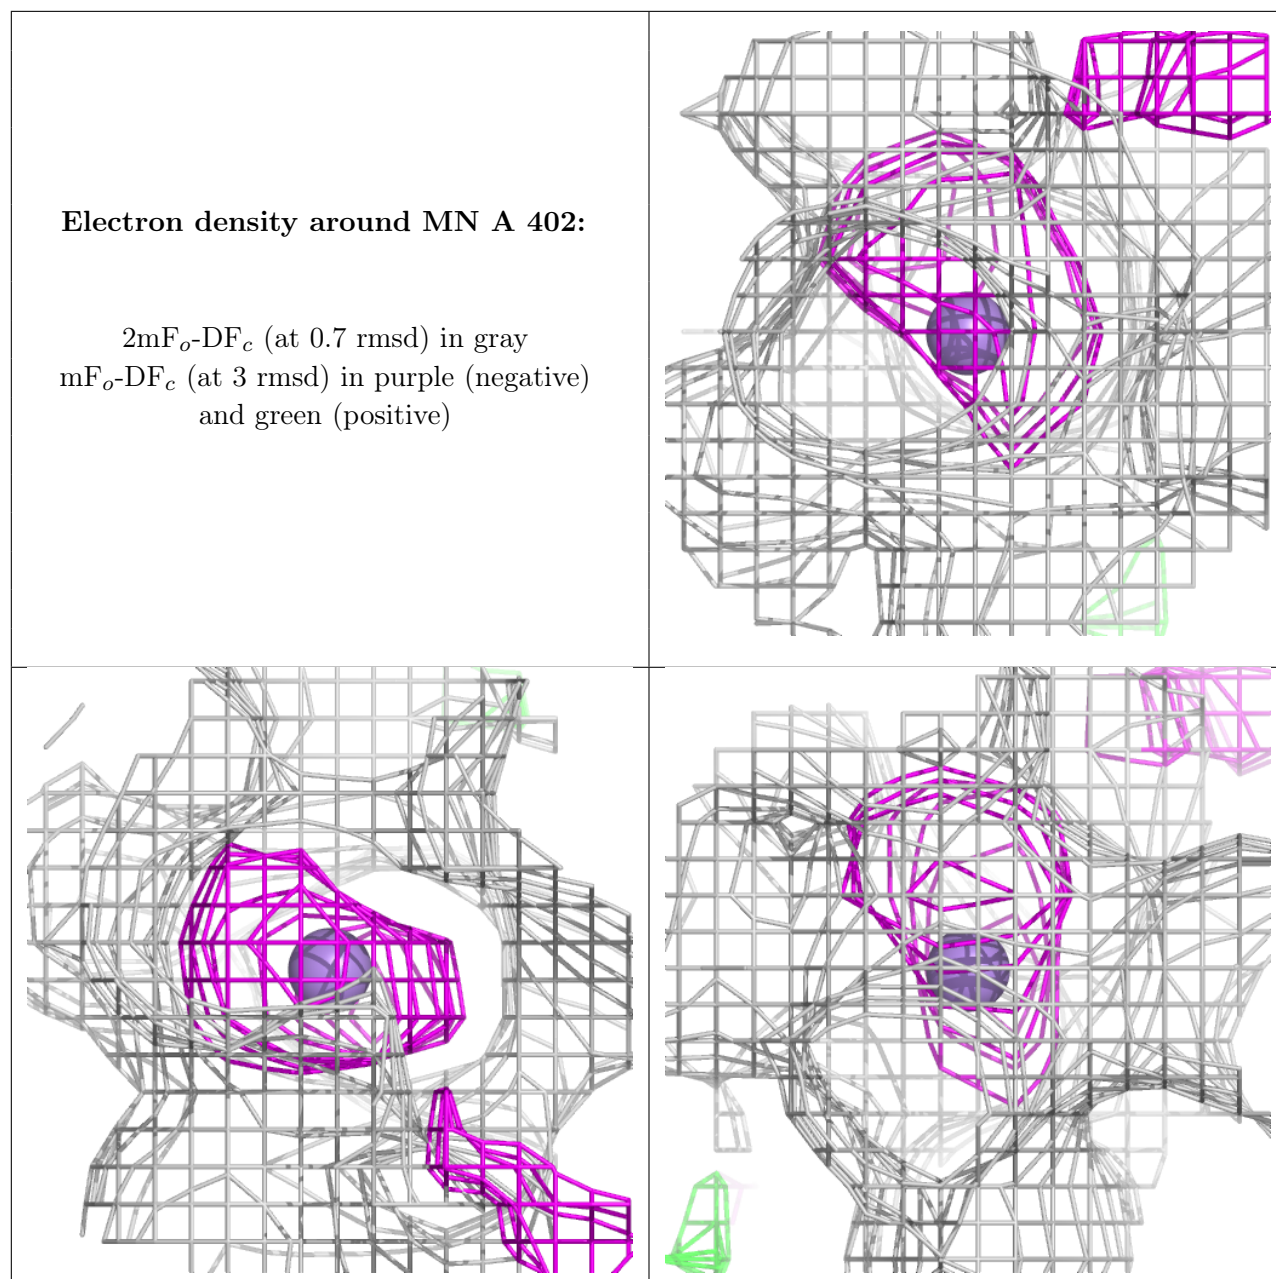 Electron density around MN A 402:
2mFo-DFc (at 0.7 rmsd) in gray
mFo-DFc (at 3 rmsd) in purple (negative)
and green (positive)